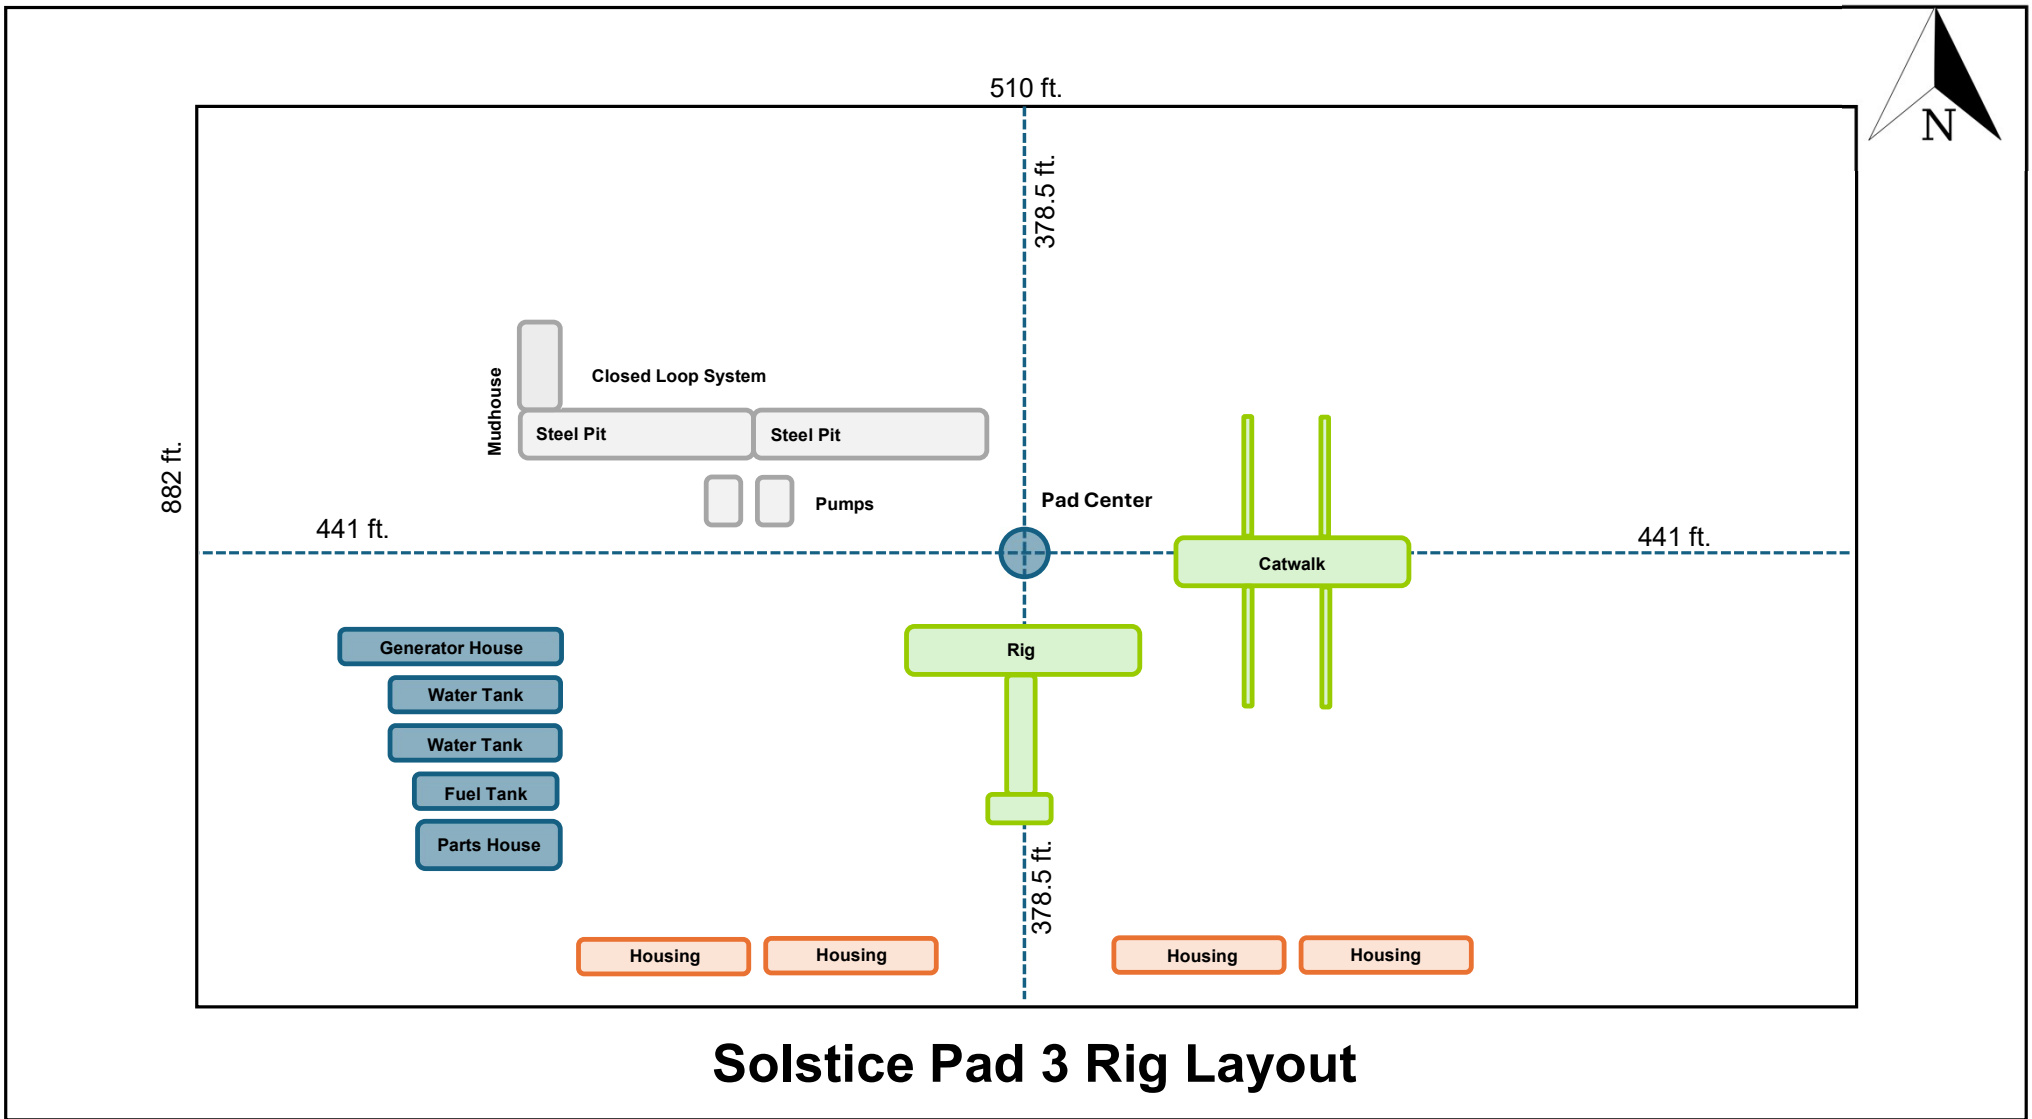 N
510 ft.
378.5 ft.
Mudhouse
Closed Loop System
Steel Pit
Steel Pit
882 ft.
Pumps
Pad Center
441 ft.
441 ft.
Catwalk
Generator House
Rig
Water Tank
Water Tank
Fuel Tank
Parts House
378.5 ft.
Housing
Housing
Housing
Housing
Solstice Pad 3 Rig Layout